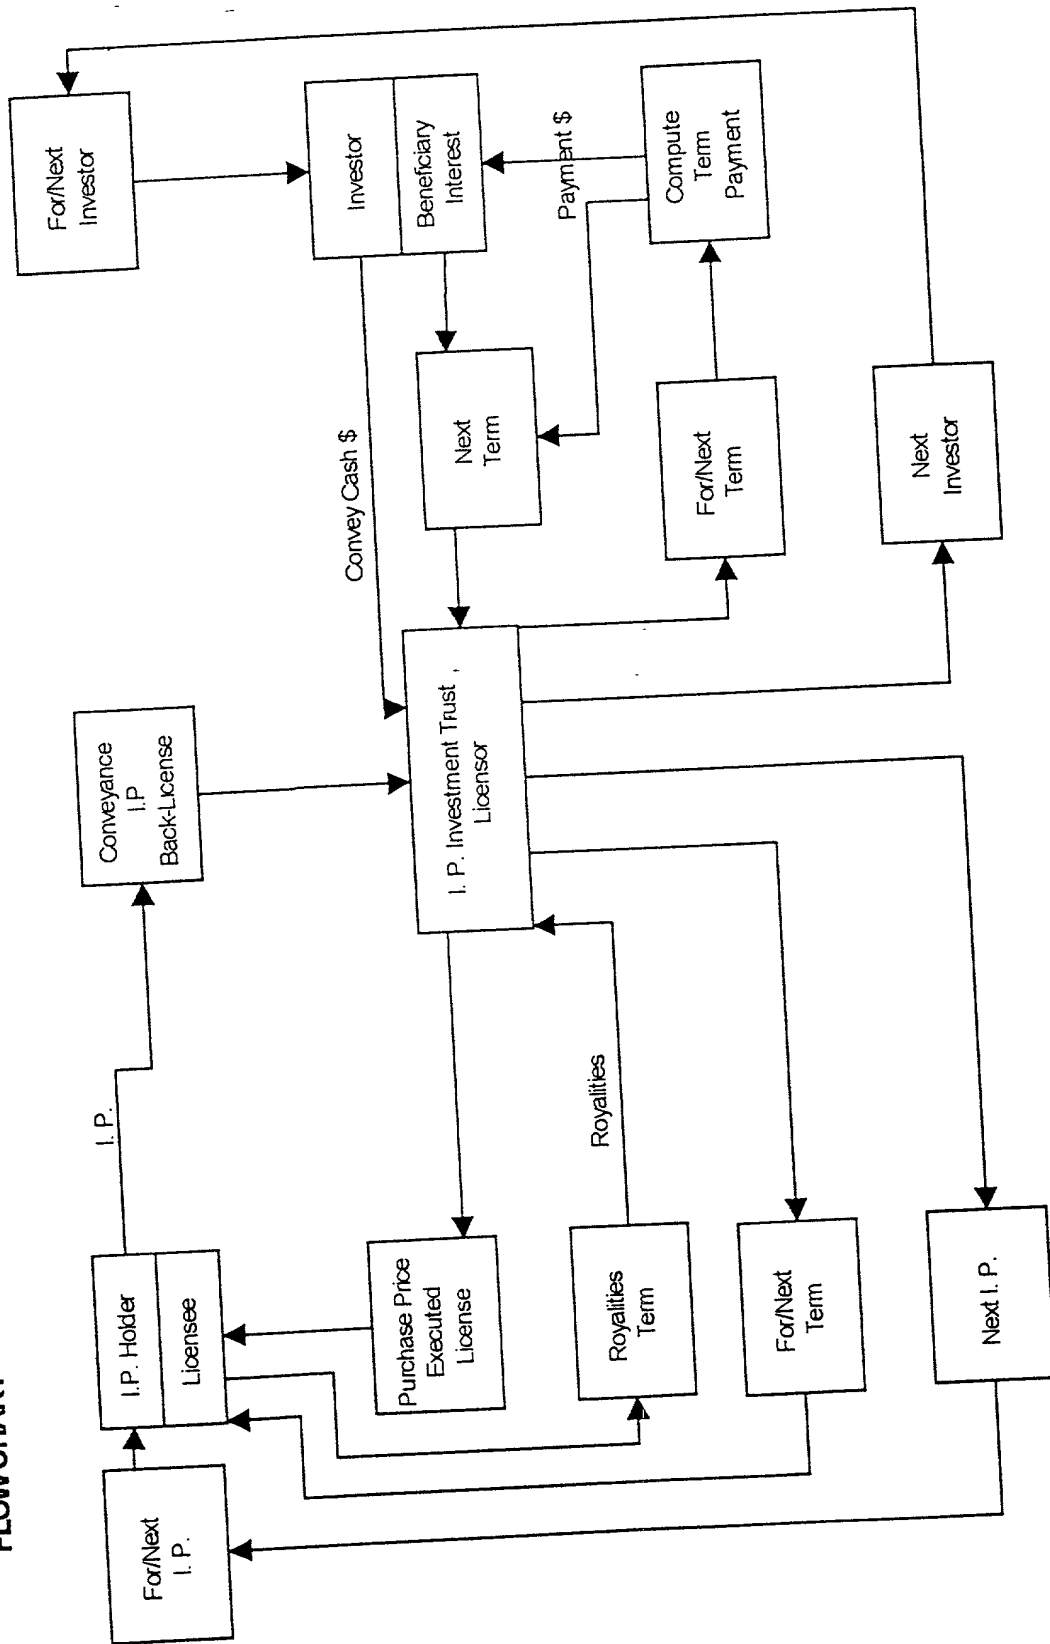 FLOWCHART
For/Next
I. P.
I.P. Holder
Licensee
I. P.
Conveyance
I.P
Back-License
For/Next
Investor
Investor
Beneficiary
Interest
Convey Cash $
Purchase Price
Executed
License
I. P. Investment Trust ,
Licensor
Next
Term
Payment $
Royalities
Term
Royalities
For/Next
Term
For/Next
Term
Compute
Term
Payment
Next I. P.
Next
Investor